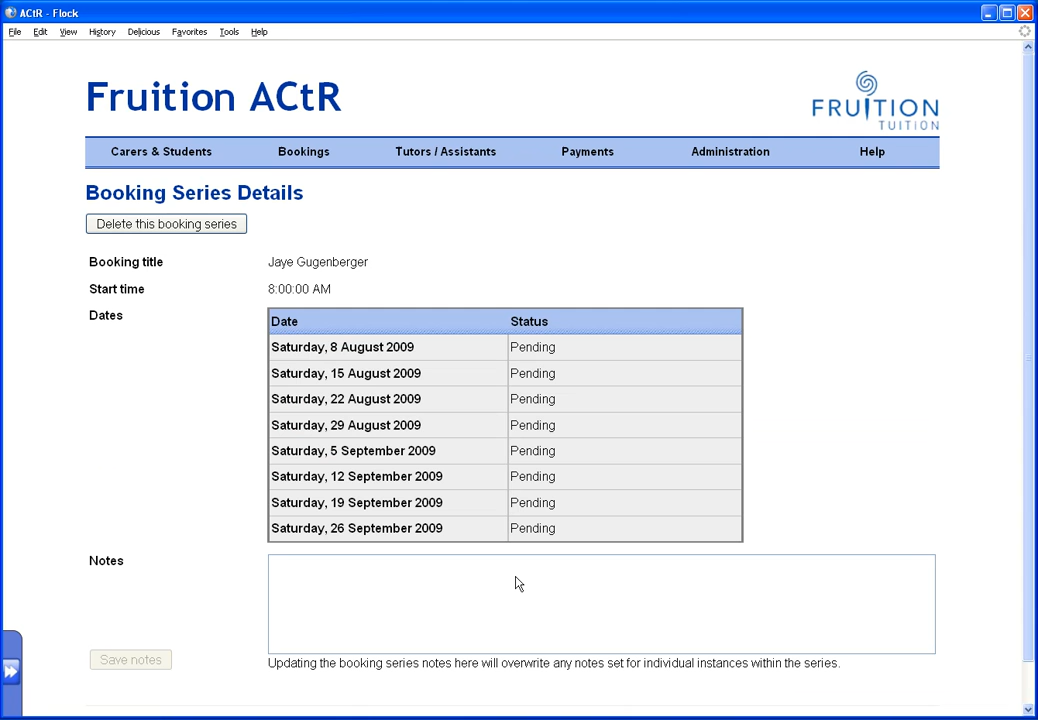 ACtR - Flock
File Edit View History Delicious Favorites Tools Help
Fruition ACtR
FRUITION
TUITION
Carers & Students Bookings Tutors / Assistants Payments Administration Help
Booking Series Details
Delete this booking series
Booking title Jaye Gugenberger
Start time 8:00:00 AM
Dates
Date Status
Saturday, 8 August 2009 Pending
Saturday, 15 August 2009 Pending
Saturday, 22 August 2009 Pending
Saturday, 29 August 2009 Pending
Saturday, 5 September 2009 Pending
Saturday, 12 September 2009 Pending
Saturday, 19 September 2009 Pending
Saturday, 26 September 2009 Pending
Notes
Save notes
Updating the booking series notes here will overwrite any notes set for individual instances within the series.